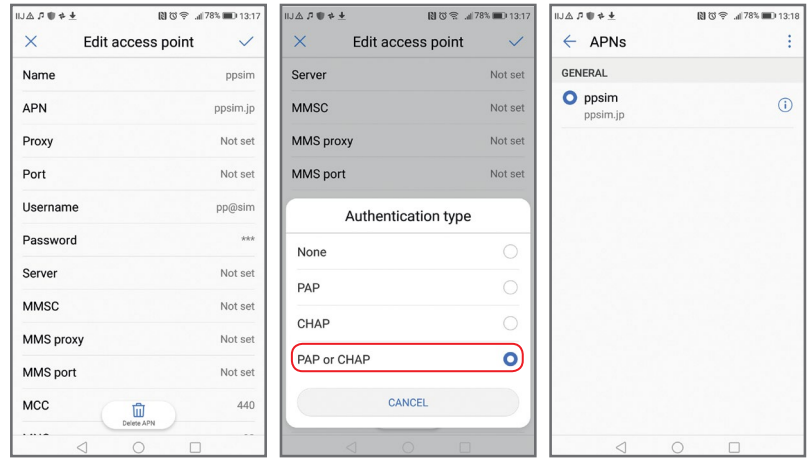 IIJ 78% 13:17
Edit access point
Name ppsim
APN ppsim.jp
Proxy Not set
Port Not set
Username pp@sim
Password ***
Server Not set
MMSC Not set
MMS proxy Not set
MMS port Not set
MCC 440
Delete APN
IIJ 78% 13:17
Edit access point
Server Not set
MMSC Not set
MMS proxy Not set
MMS port Not set
Authentication type
None
PAP
CHAP
PAP or CHAP
CANCEL
IIJ 78% 13:18
APNs
GENERAL
ppsim
ppsim.jp